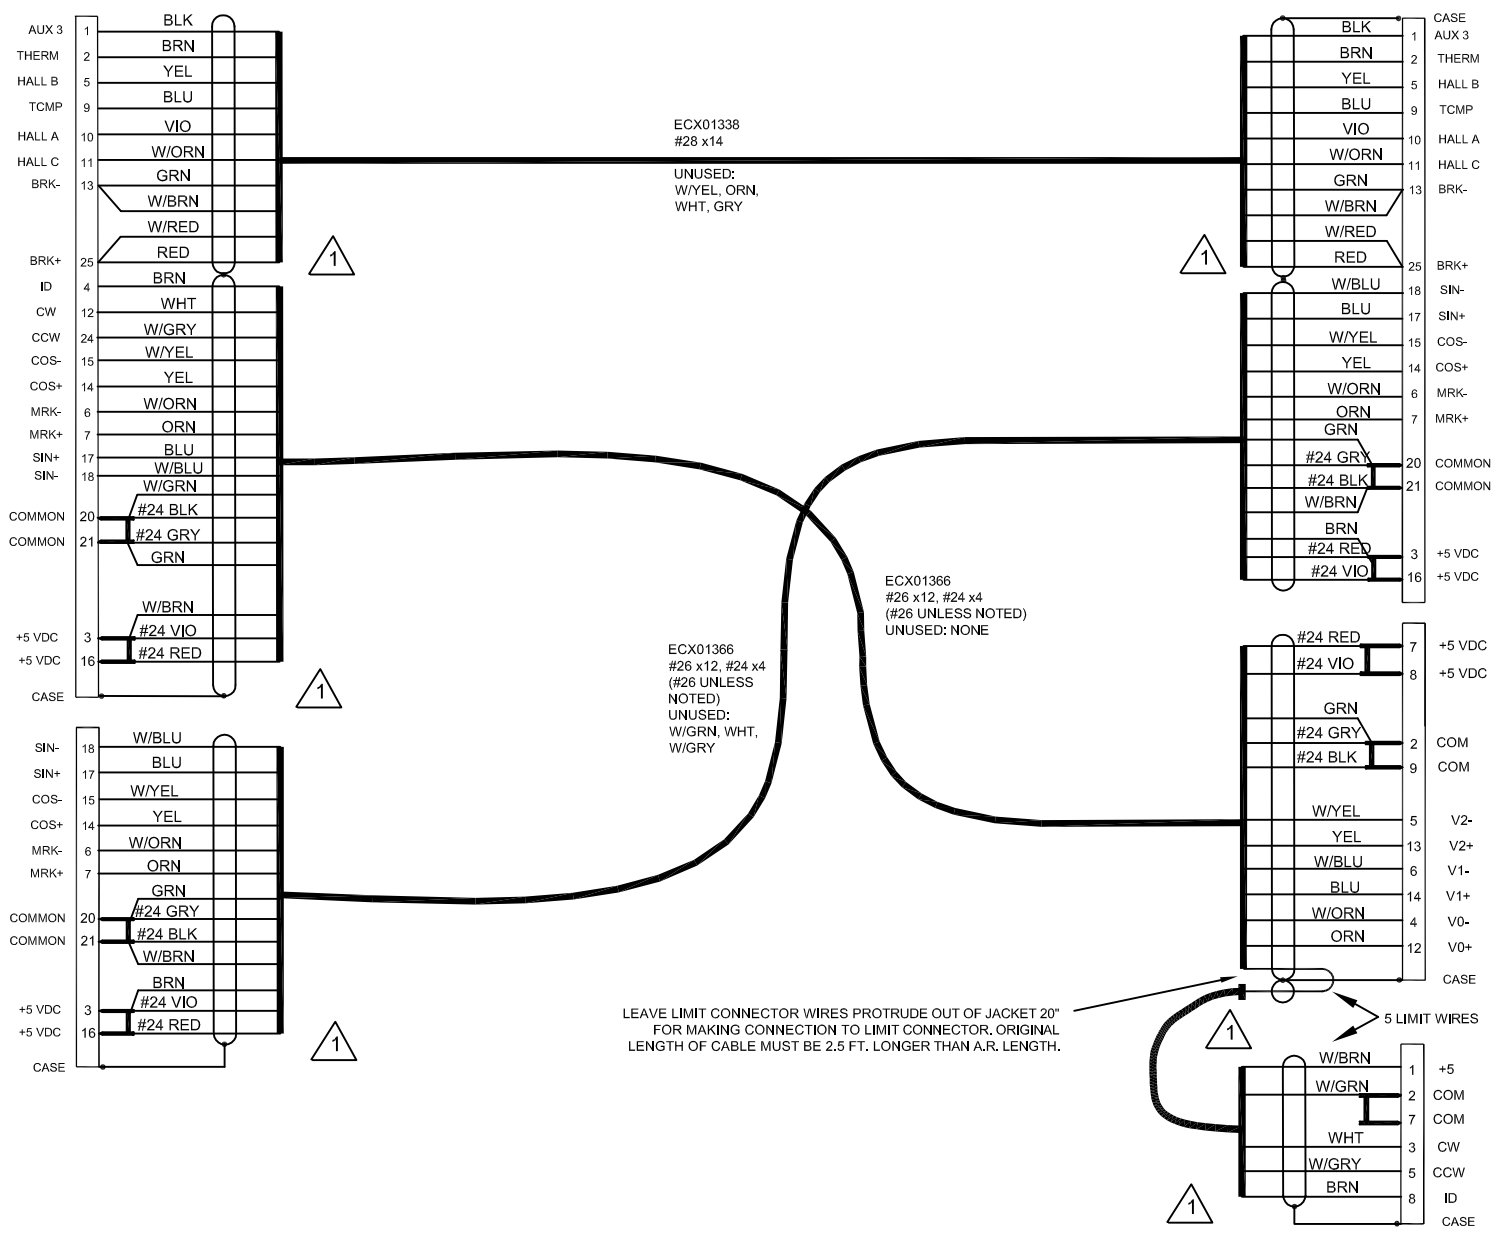 AUX 3 1 BLK
THERM 2 BRN
HALL B 5 YEL
TCMP 9 BLU
HALL A 10 VIO
HALL C 11 W/ORN
BRK- 13 GRN
W/BRN
W/RED
BRK+ 25 RED
ID 4 BRN
CW 12 WHT
CCW 24 W/GRY
COS- 15 W/YEL
COS+ 14 YEL
MRK- 6 W/ORN
MRK+ 7 ORN
SIN+ 17 BLU
SIN- 18 W/BLU
W/GRN
COMMON 20 #24 BLK
COMMON 21 #24 GRY
GRN
W/BRN
+5 VDC 3 #24 VIO
+5 VDC 16 #24 RED
CASE
1
1
SIN- 18 W/BLU
SIN+ 17 BLU
COS- 15 W/YEL
COS+ 14 YEL
MRK- 6 W/ORN
MRK+ 7 ORN
GRN
COMMON 20 #24 GRY
COMMON 21 #24 BLK
W/BRN
BRN
+5 VDC 3 #24 VIO
+5 VDC 16 #24 RED
CASE
1
ECX01338
#28 x14
UNUSED:
W/YEL, ORN,
WHT, GRY
ECX01366
#26 x12, #24 x4
(#26 UNLESS NOTED)
UNUSED: NONE
ECX01366
#26 x12, #24 x4
(#26 UNLESS
NOTED)
UNUSED:
W/GRN, WHT,
W/GRY
CASE
BLK 1 AUX 3
BRN 2 THERM
YEL 5 HALL B
BLU 9 TCMP
VIO 10 HALL A
W/ORN 11 HALL C
GRN 13 BRK-
W/BRN
W/RED
RED 25 BRK+
1
W/BLU 18 SIN-
BLU 17 SIN+
W/YEL 15 COS-
YEL 14 COS+
W/ORN 6 MRK-
ORN 7 MRK+
GRN
#24 GRY 20 COMMON
#24 BLK 21 COMMON
W/BRN
BRN
#24 RED 3 +5 VDC
#24 VIO 16 +5 VDC
#24 RED 7 +5 VDC
#24 VIO 8 +5 VDC
GRN
#24 GRY 2 COM
#24 BLK 9 COM
W/YEL 5 V2-
YEL 13 V2+
W/BLU 6 V1-
BLU 14 V1+
W/ORN 4 V0-
ORN 12 V0+
CASE
LEAVE LIMIT CONNECTOR WIRES PROTRUDE OUT OF JACKET 20"
FOR MAKING CONNECTION TO LIMIT CONNECTOR. ORIGINAL
LENGTH OF CABLE MUST BE 2.5 FT. LONGER THAN A.R. LENGTH.
1
5 LIMIT WIRES
W/BRN 1 +5
W/GRN 2 COM
7 COM
WHT 3 CW
W/GRY 5 CCW
BRN 8 ID
CASE
1